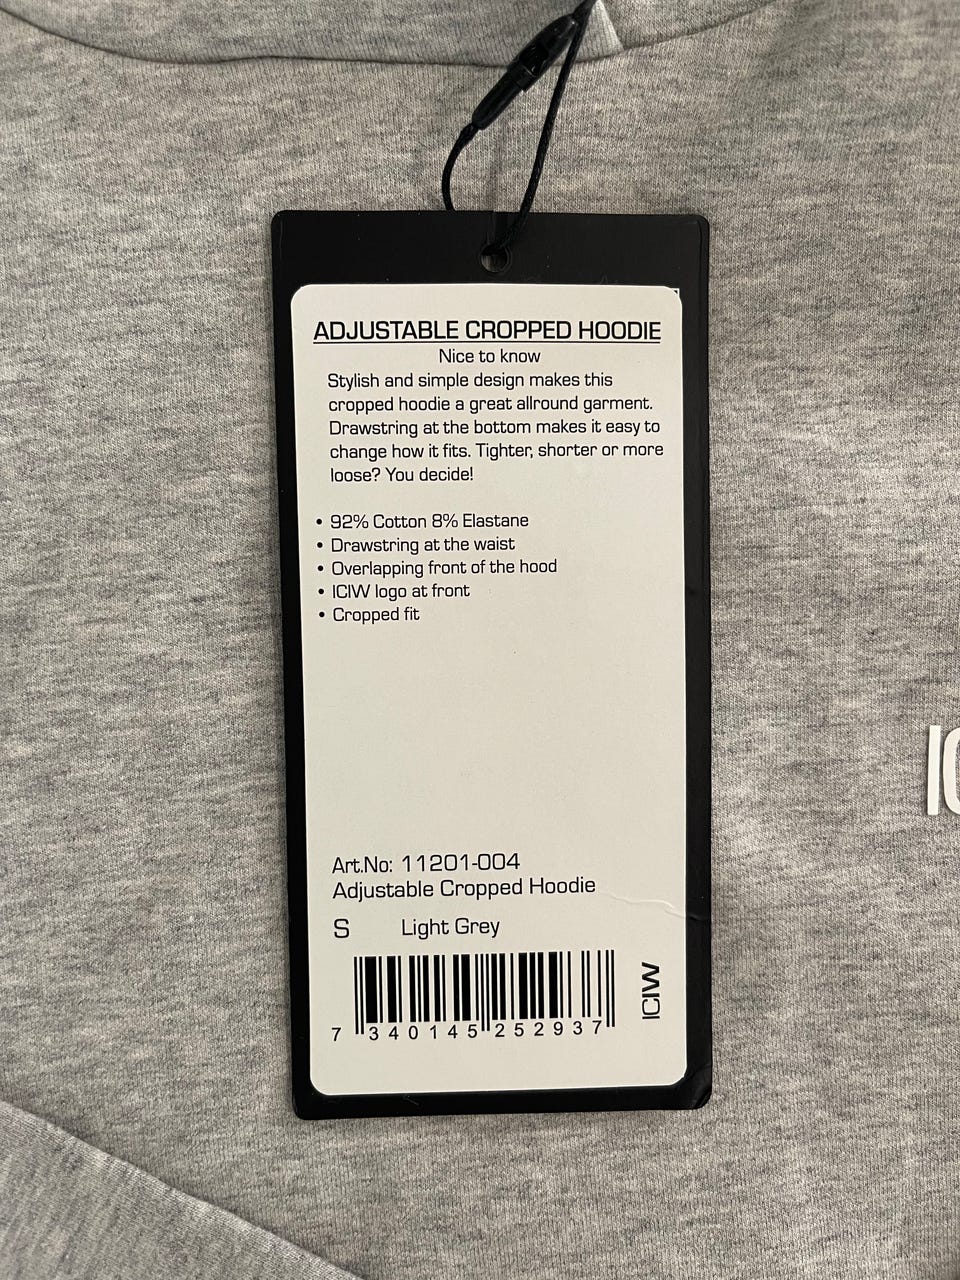 ADJUSTABLE CROPPED HOODIE
Nice to know
Stylish and simple design makes this
cropped hoodie a great allround garment.
Drawstring at the bottom makes it easy to
change how it fits. Tighter, shorter or more
loose? You decide!
• 92% Cotton 8% Elastane
• Drawstring at the waist
• Overlapping front of the hood
• ICIW logo at front
• Cropped fit
Art.No: 11201-004
Adjustable Cropped Hoodie
S Light Grey
7 340145 252937
ICIW
IC